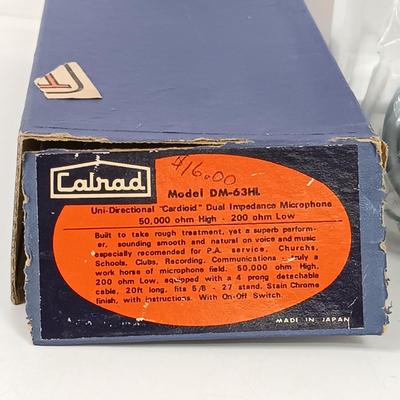 Calrad
$16.00
Model DM-63HL
Uni-Directional "Cardioid" Dual Impedance Microphone
50,000 ohm High - 200 ohm Low
Built to take rough treatment, yet a superb perfor-
mer, sounding smooth and natural on voice and music
especially recomended for P.A. service. Churchs,
Schools, Clubs, Recording. Communications - truly a
work horse of microphone field. 50,000 ohm High,
200 ohm Low, equipped with a 4 prong detachable
cable, 20ft long, fits 5/8 - 27 stand. Stain Chrome
finish, with instructions. With On-Off Switch.
MADE IN JAPAN